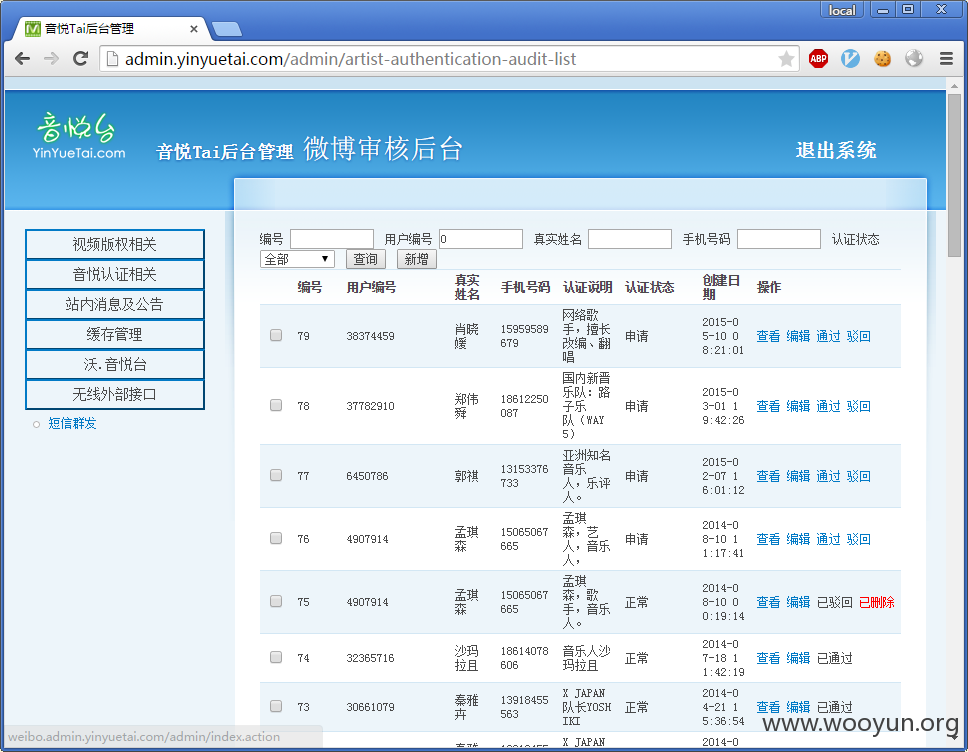 local
音悦Tai后台管理
admin.yinyuetai.com/admin/artist-authentication-audit-list
ABP
音悦台
YinYueTai.com
音悦Tai后台管理 微博审核后台
退出系统
视频版权相关
音悦认证相关
站内消息及公告
缓存管理
沃.音悦台
无线外部接口
短信群发
编号 用户编号 0 真实姓名 手机号码 认证状态
全部 查询 新增
编号 用户编号 真实姓名 手机号码 认证说明 认证状态 创建日期 操作
79 38374459 肖晓媛 15959589679 网络歌手，擅长改编、翻唱 申请 2015-05-10 08:21:01 查看 编辑 通过 驳回
78 37782910 郑伟舜 18612250087 国内新晋乐队：路子乐队（WAY5） 申请 2015-03-01 19:42:26 查看 编辑 通过 驳回
77 6450786 郭祺 13153376733 亚洲知名音乐人，乐评人。 申请 2015-02-07 16:01:12 查看 编辑 通过 驳回
76 4907914 孟琪森 15065067665 孟琪森，艺人，音乐人， 申请 2014-08-10 11:17:41 查看 编辑 通过 驳回
75 4907914 孟琪森 15065067665 孟琪森，歌手，音乐人。 正常 2014-08-10 00:19:14 查看 编辑 已驳回 已删除
74 32365716 沙玛拉且 18614078606 音乐人沙玛拉且 正常 2014-07-18 11:42:19 查看 编辑 已通过
73 30661079 秦雅卉 13918455563 X JAPAN队长YOSHIKI 正常 2014-04-21 15:36:54 查看 编辑 已通过
X JAPAN
weibo.admin.yinyuetai.com/admin/index.action
www.wooyun.org